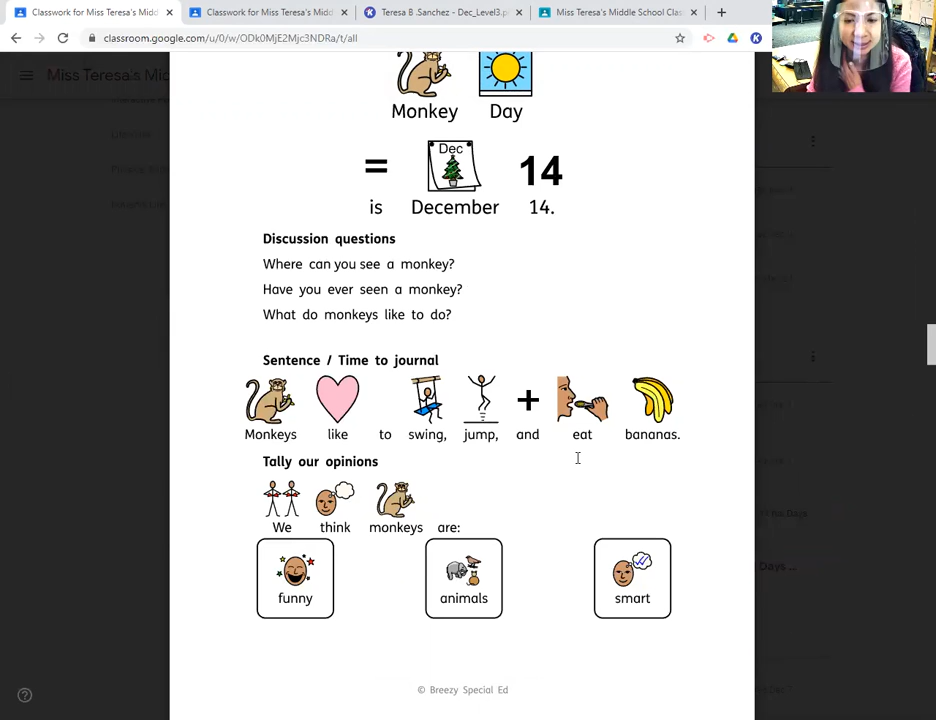 Classwork for Miss Teresa's Midd
Classwork for Miss Teresa's Midd
Teresa B .Sanchez - Dec_Level3.p
Miss Teresa's Middle School Clas
classroom.google.com/u/0/w/ODk0MjE2Mjc3NDRa/t/all
Miss Teresa's Mid
Monkey Day
Dec
= 14
is December 14.
Discussion questions
Where can you see a monkey?
Have you ever seen a monkey?
What do monkeys like to do?
Sentence / Time to journal
+
Monkeys like to swing, jump, and eat bananas.
Tally our opinions
We think monkeys are:
funny animals smart
© Breezy Special Ed